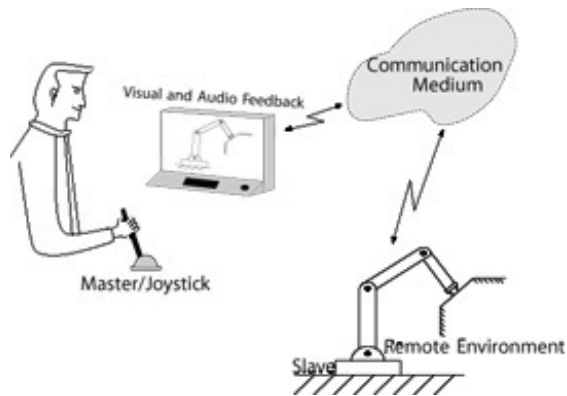 Communication
Medium
Visual and Audio Feedback
Master/Joystick
Remote Environment
Slave